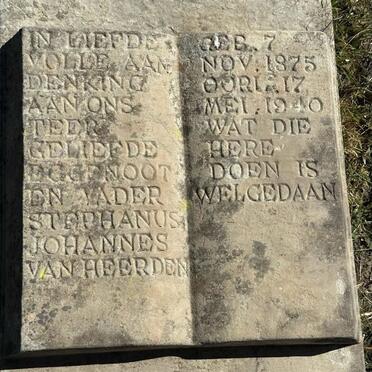 IN LIEFDE
VOLLE AAN
DENKING
AAN ONS
TEER
GELIEFDE
EGGENOOT
EN VADER
STEPHANUS
JOHANNES
VAN HEERDEN
GEB. 7
NOV. 1875
OORL. 17
MEI. 1940
WAT DIE
HERE
DOEN IS
WELGEDAAN